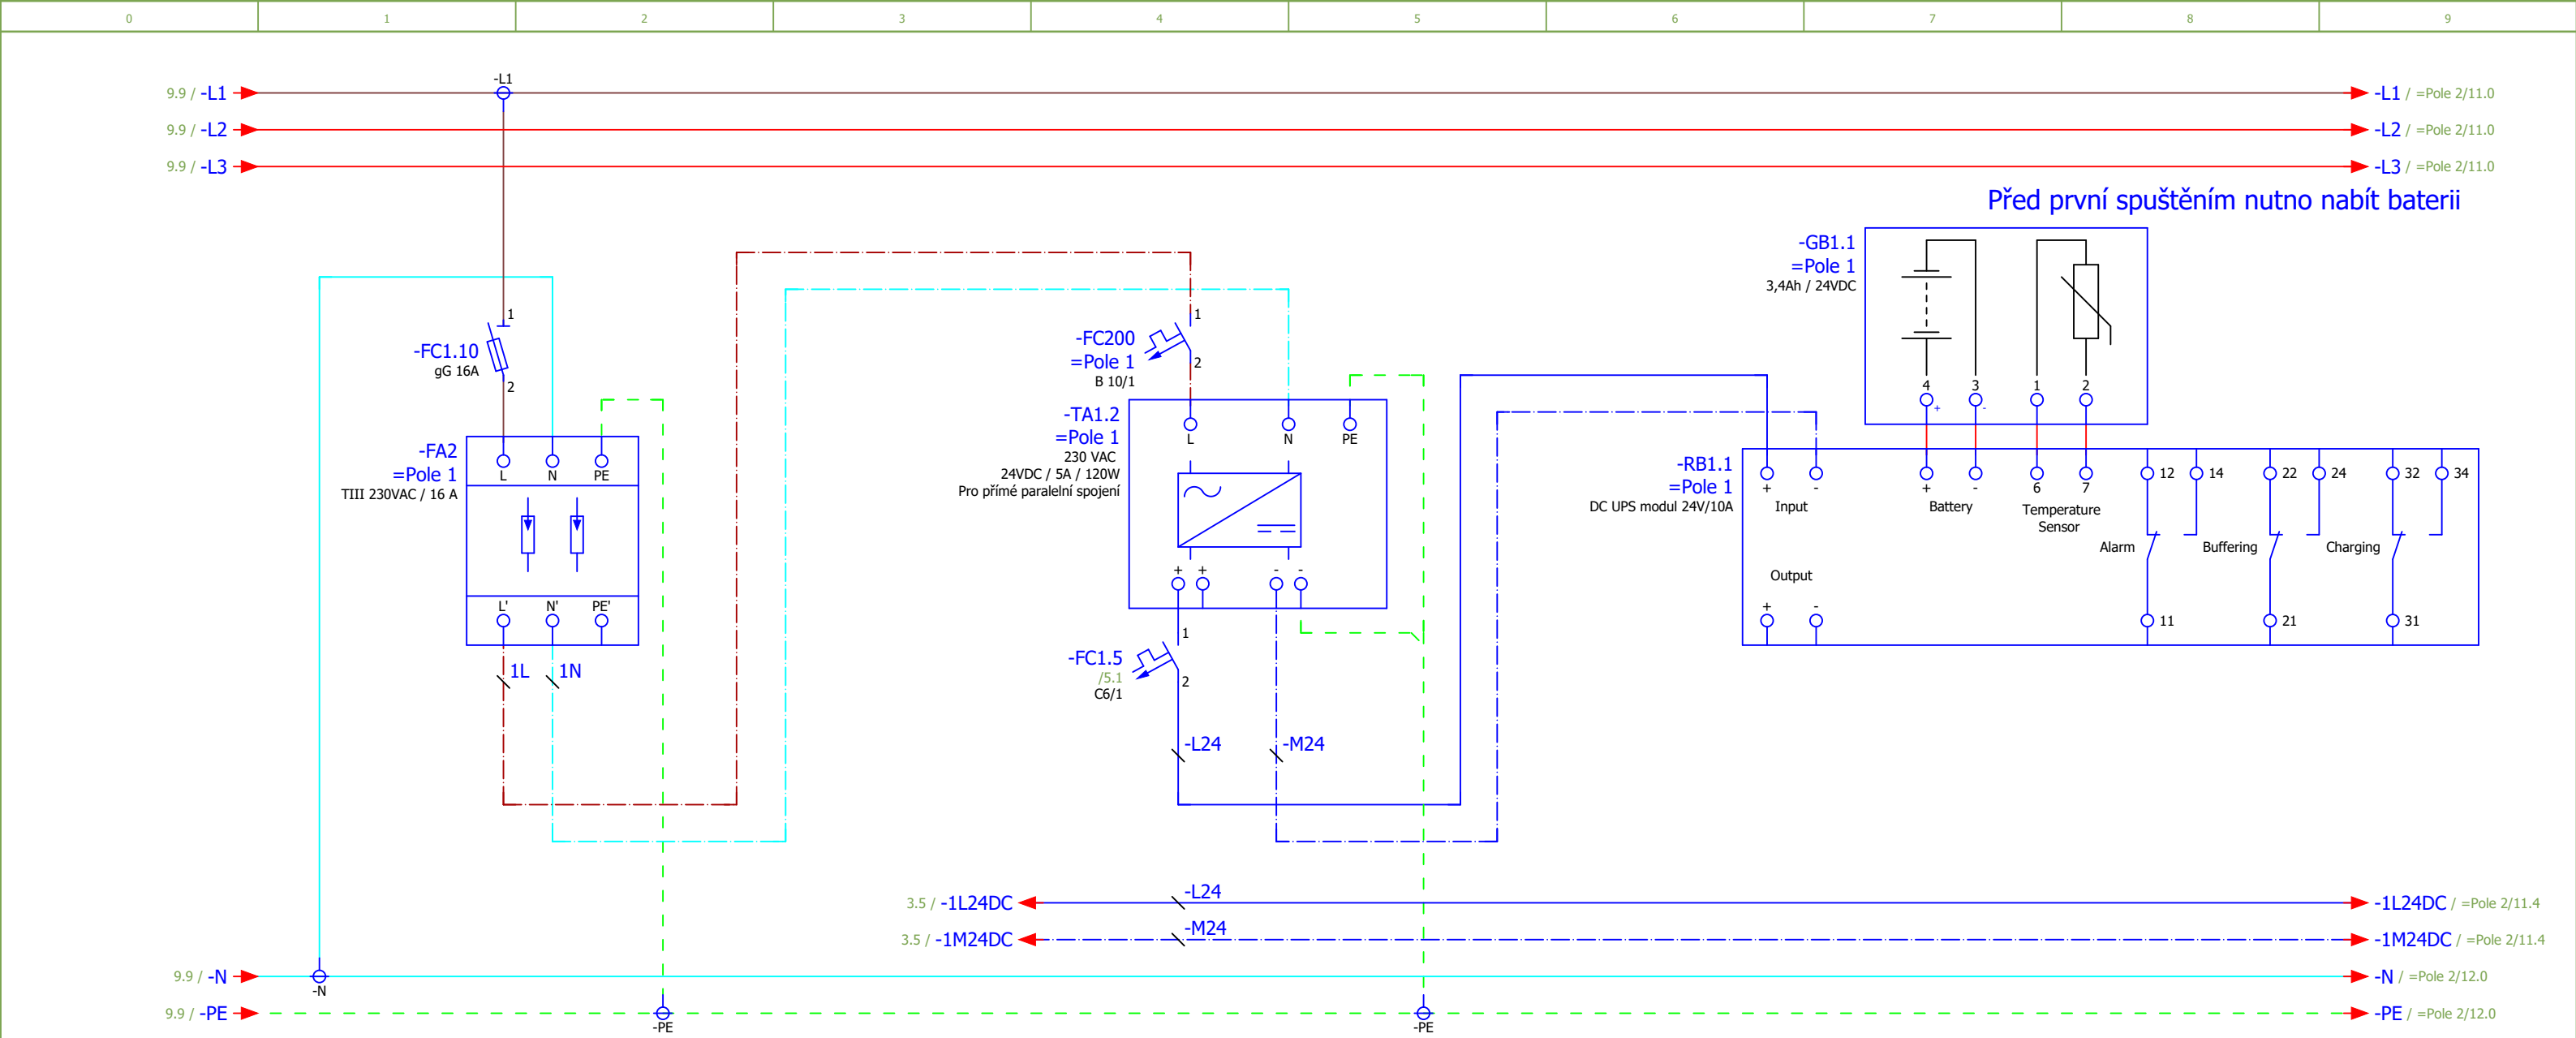 0 1 2 3 4 5 6 7 8 9
-L1
9.9 / -L1
-L1 / =Pole 2/11.0
9.9 / -L2
-L2 / =Pole 2/11.0
9.9 / -L3
-L3 / =Pole 2/11.0
Před první spuštěním nutno nabít baterii
-FC1.10
gG 16A
1
2
-FA2
=Pole 1
TIII 230VAC / 16 A
L N PE
L' N' PE'
1L 1N
-FC200
=Pole 1
B 10/1
1
2
-TA1.2
=Pole 1
230 VAC
24VDC / 5A / 120W
Pro přímé paralelní spojení
L N PE
+ + - -
-FC1.5
/5.1
C6/1
1
2
-L24 -M24
-GB1.1
=Pole 1
3,4Ah / 24VDC
4 3 1 2
+ -
-RB1.1
=Pole 1
DC UPS modul 24V/10A
+ - + - 6 7
12 14 22 24 32 34
Input
Battery
Temperature
Sensor
Alarm
Buffering
Charging
Output
+ -
11 21 31
3.5 / -1L24DC
-L24
-1L24DC / =Pole 2/11.4
3.5 / -1M24DC
-M24
-1M24DC / =Pole 2/11.4
9.9 / -N
-N
-N / =Pole 2/12.0
9.9 / -PE
-PE
-PE
-PE / =Pole 2/12.0